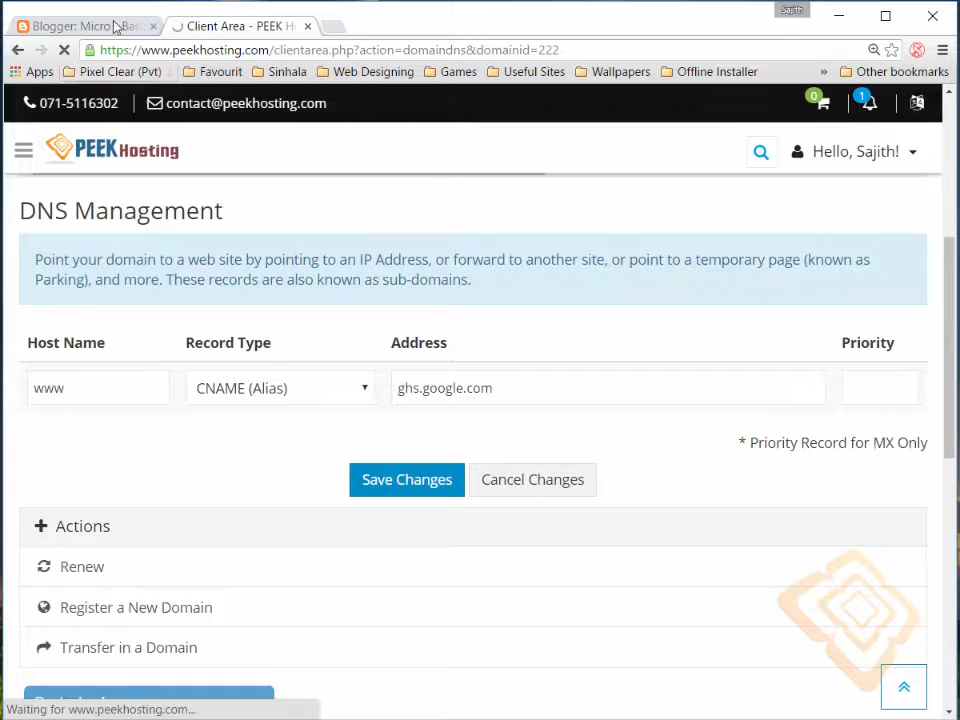 Sajith
Blogger: Micro Bas
Client Area - PEEK H
https://www.peekhosting.com/clientarea.php?action=domaindns&domainid=222
Apps Pixel Clear (Pvt) Favourit Sinhala Web Designing Games Useful Sites Wallpapers Offline Installer » Other bookmarks
071-5116302 contact@peekhosting.com 0 1
PEEK Hosting Hello, Sajith!
DNS Management
Point your domain to a web site by pointing to an IP Address, or forward to another site, or point to a temporary page (known as
Parking), and more. These records are also known as sub-domains.
Host Name Record Type Address Priority
www CNAME (Alias) ghs.google.com
* Priority Record for MX Only
Save Changes Cancel Changes
Actions
Renew
Register a New Domain
Transfer in a Domain
Waiting for www.peekhosting.com...